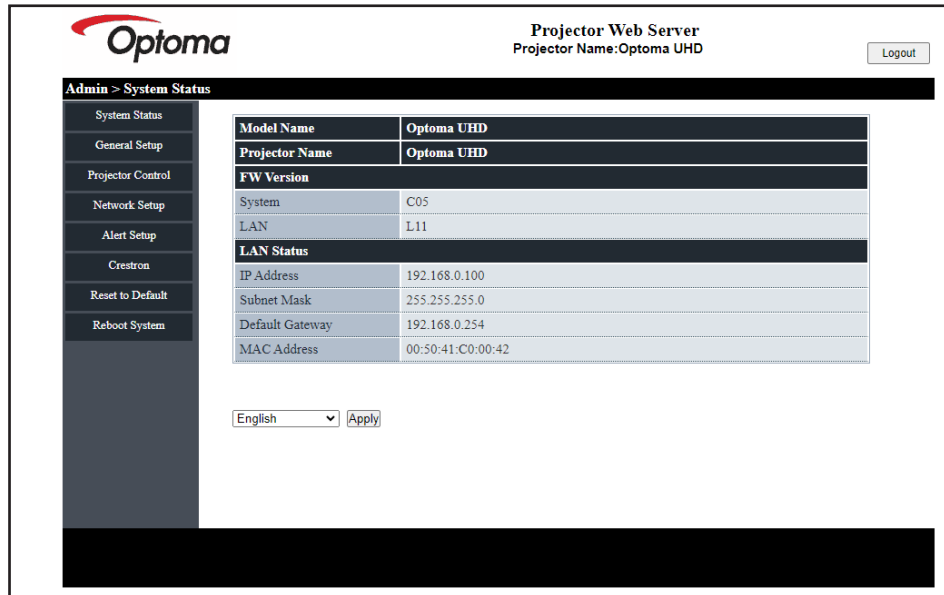 Optoma
Projector Web Server
Projector Name:Optoma UHD
Logout
Admin > System Status
System Status
General Setup
Projector Control
Network Setup
Alert Setup
Crestron
Reset to Default
Reboot System
Model Name Optoma UHD
Projector Name Optoma UHD
FW Version
System C05
LAN L11
LAN Status
IP Address 192.168.0.100
Subnet Mask 255.255.255.0
Default Gateway 192.168.0.254
MAC Address 00:50:41:C0:00:42
English Apply